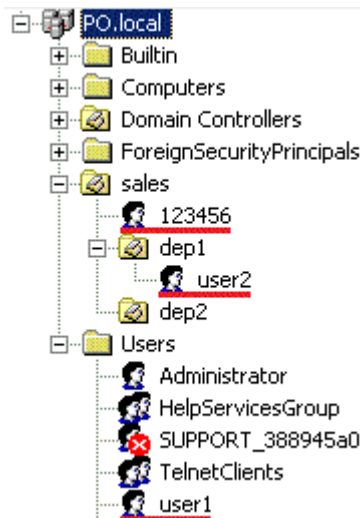 PO.local
Builtin
Computers
Domain Controllers
ForeignSecurityPrincipals
sales
123456
dep1
user2
dep2
Users
Administrator
HelpServicesGroup
SUPPORT_388945a0
TelnetClients
user1